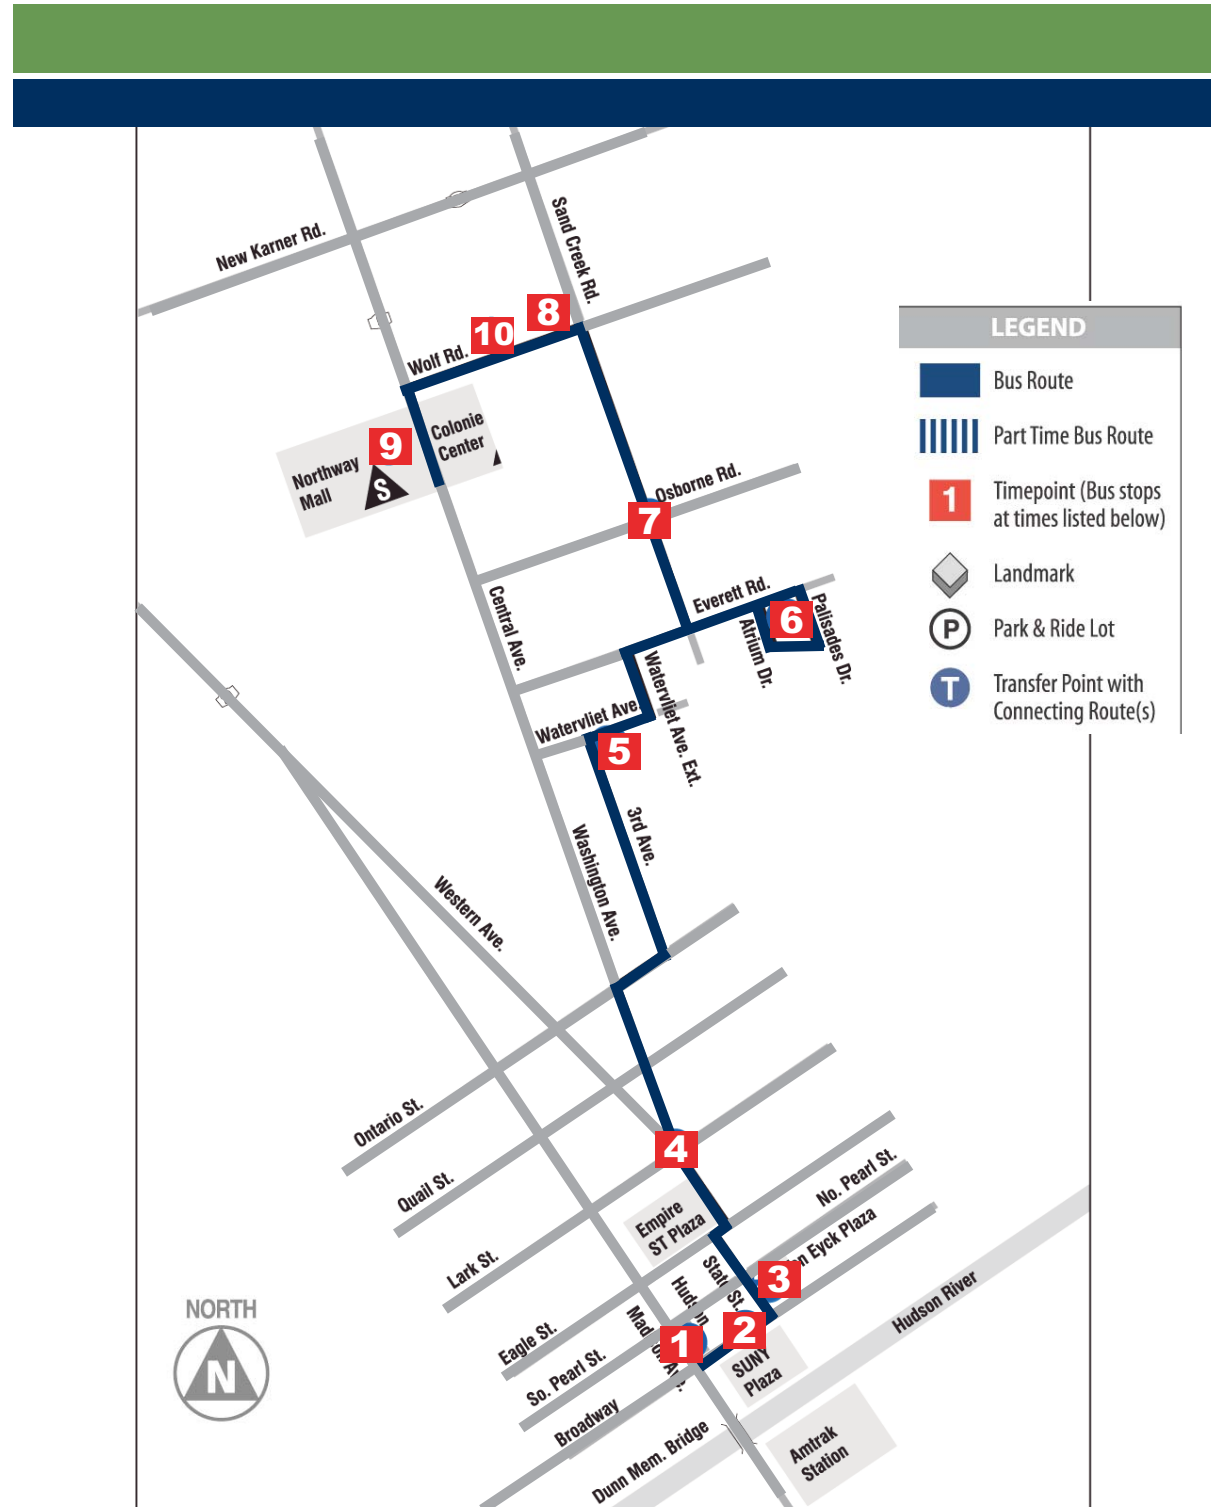 New Karner Rd.
Sand Creek Rd.
8
10
Wolf Rd.
LEGEND
Bus Route
Part Time Bus Route
1
Timepoint (Bus stops
at times listed below)
Landmark
P
Park & Ride Lot
T
Transfer Point with
Connecting Route(s)
9
Colonie
Center
Northway
Mall
S
Osborne Rd.
7
Everett Rd.
6
Central Ave.
Atrium Dr.
Palisades Dr.
Watervliet Ave.
Watervliet Ave. Ext.
5
3rd Ave.
Washington Ave.
Western Ave.
Ontario St.
Quail St.
4
Lark St.
Empire
ST Plaza
No. Pearl St.
Eyck Plaza
State St.
3
Hudson
2
1
Eagle St.
So. Pearl St.
Broadway
SUNY
Plaza
Hudson River
Dunn Mem. Bridge
Amtrak
Station
NORTH
N